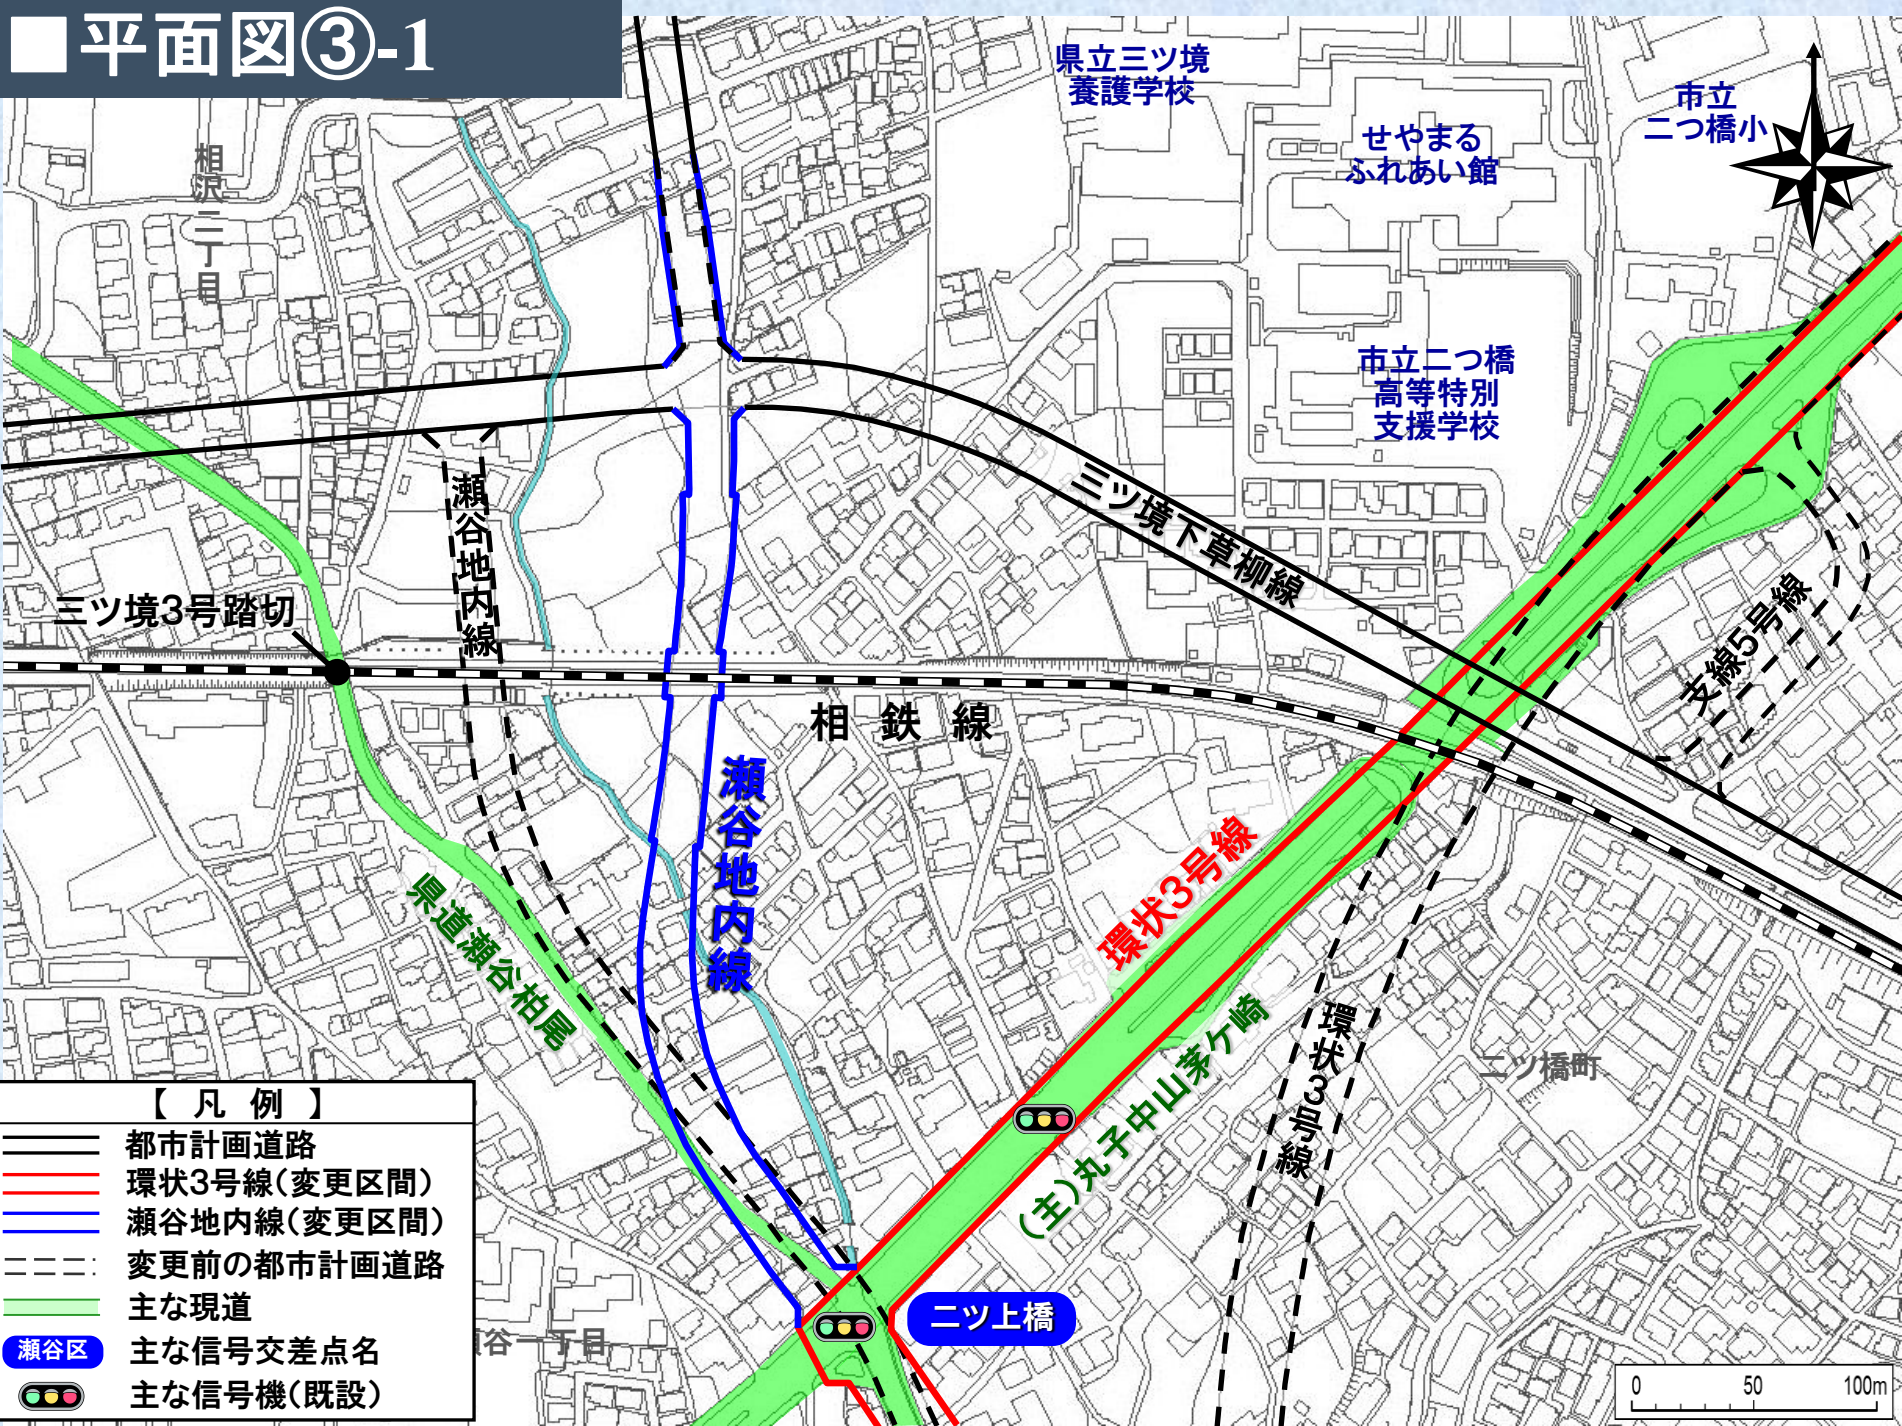 ■平面図③-1
県立三ツ境
養護学校
せやまる
ふれあい館
市立
二つ橋小
相沢二丁目
市立二つ橋
高等特別
支援学校
瀬谷地内線
三ツ境下草柳線
三ツ境3号踏切
支線5号線
相鉄線
瀬谷地内線
環状3号線
県道瀬谷柏尾
(主)丸子中山茅ケ崎
環状3号線
二ツ橋町
【凡例】
都市計画道路
環状3号線(変更区間)
瀬谷地内線(変更区間)
変更前の都市計画道路
主な現道
瀬谷区 主な信号交差点名
主な信号機(既設)
谷一丁目
二ツ上橋
0 50 100m